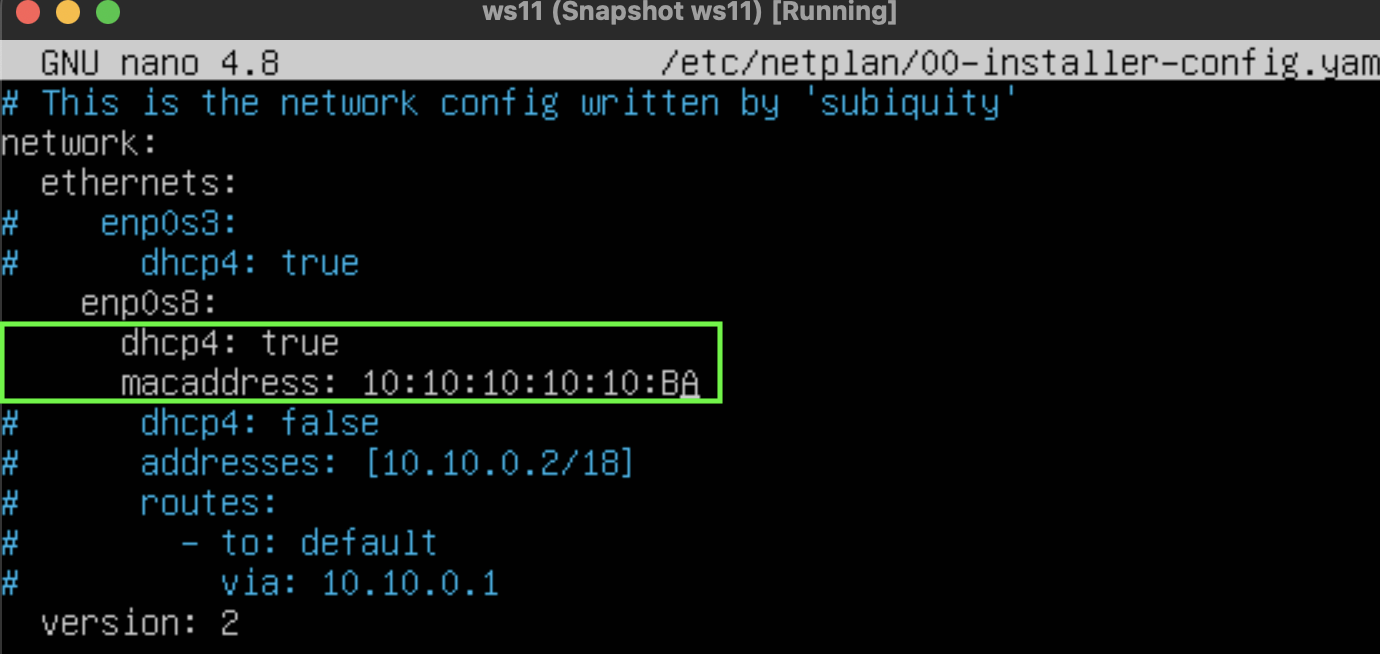 ws11 (Snapshot ws11) [Running]
GNU nano 4.8 /etc/netplan/00-installer-config.yam
# This is the network config written by 'subiquity'
network:
  ethernets:
#    enp0s3:
#      dhcp4: true
    enp0s8:
      dhcp4: true
      macaddress: 10:10:10:10:10:BA
#      dhcp4: false
#      addresses: [10.10.0.2/18]
#      routes:
#        - to: default
#          via: 10.10.0.1
  version: 2